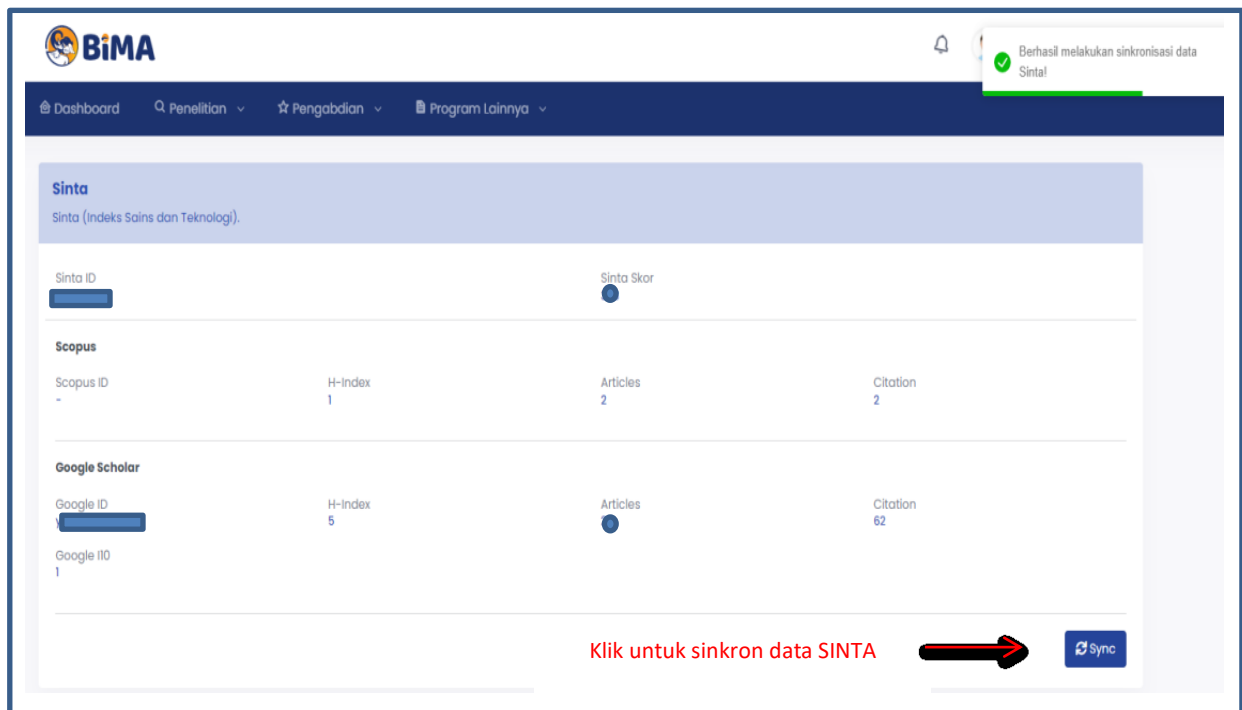 BiMA
Berhasil melakukan sinkronisasi data
Sinta!
Dashboard Penelitian Pengabdian Program Lainnya
Sinta
Sinta (Indeks Sains dan Teknologi).
Sinta ID Sinta Skor
Scopus
Scopus ID H-Index Articles Citation
- 1 2 2
Google Scholar
Google ID H-Index Articles Citation
5 62
Google I10
1
Klik untuk sinkron data SINTA
Sync